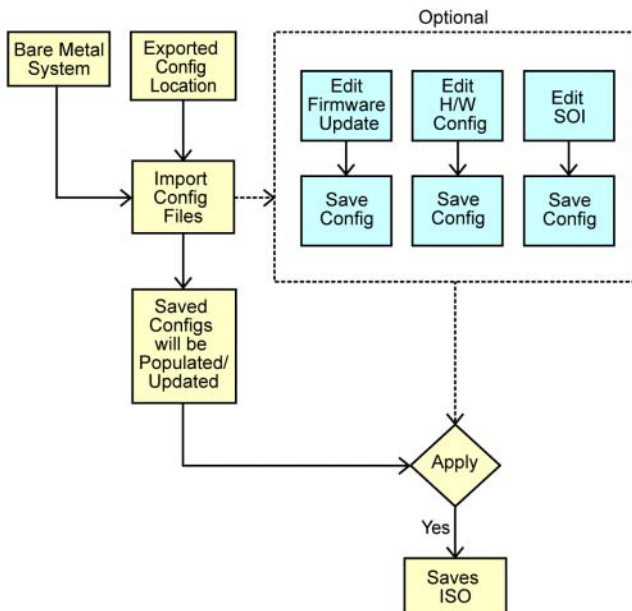 Optional
Bare Metal
System
Exported
Config
Location
Edit
Firmware
Update
Edit
H/W
Config
Edit
SOI
Import
Config
Files
Save
Config
Save
Config
Save
Config
Saved
Configs
will be
Populated/
Updated
Apply
Yes
Saves
ISO